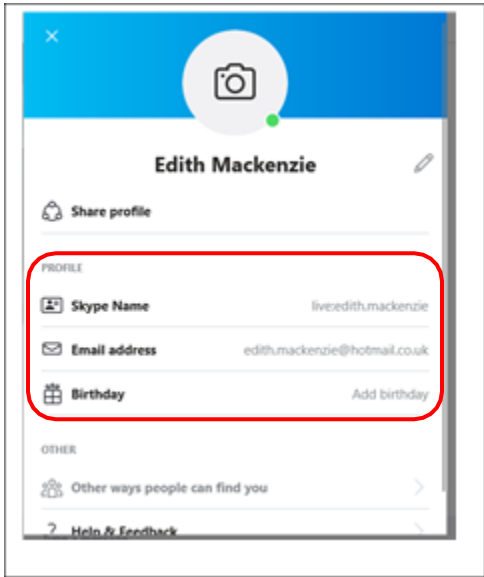 Edith Mackenzie
Share profile
PROFILE
Skype Name live:edith.mackenzie
Email address edith.mackenzie@hotmail.co.uk
Birthday Add birthday
OTHER
Other ways people can find you
Help & Feedback